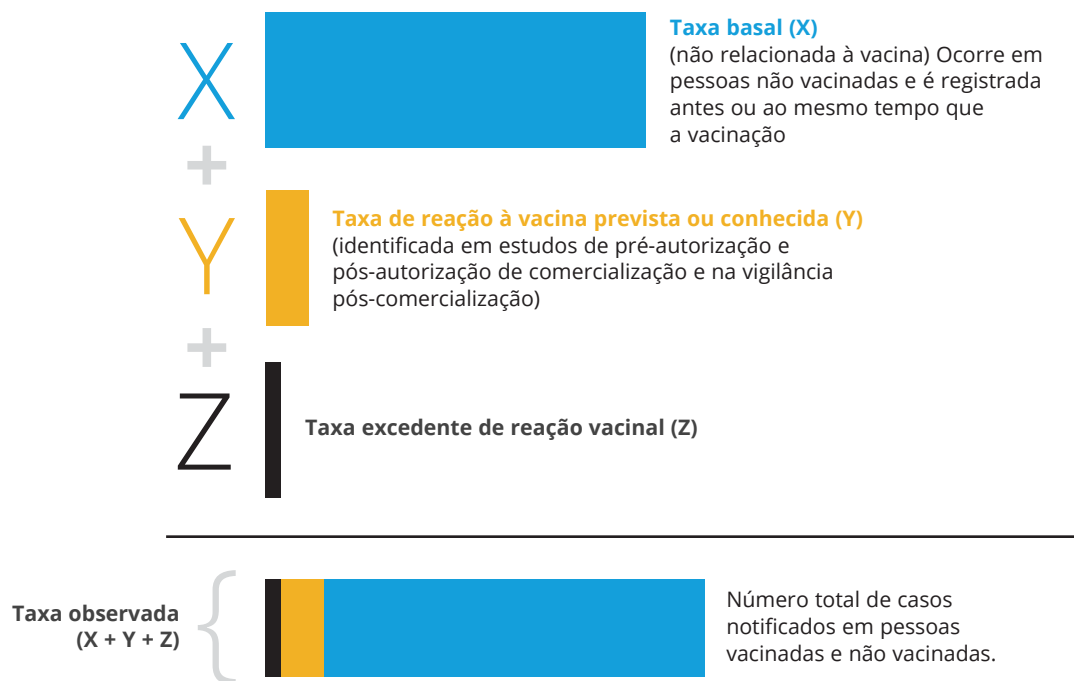 X
Taxa basal (X)
(não relacionada à vacina) Ocorre em
pessoas não vacinadas e é registrada
antes ou ao mesmo tempo que
a vacinação
+
Y
Taxa de reação à vacina prevista ou conhecida (Y)
(identificada em estudos de pré-autorização e
pós-autorização de comercialização e na vigilância
pós-comercialização)
+
Z
Taxa excedente de reação vacinal (Z)
Taxa observada
(X + Y + Z)
Número total de casos
notificados em pessoas
vacinadas e não vacinadas.